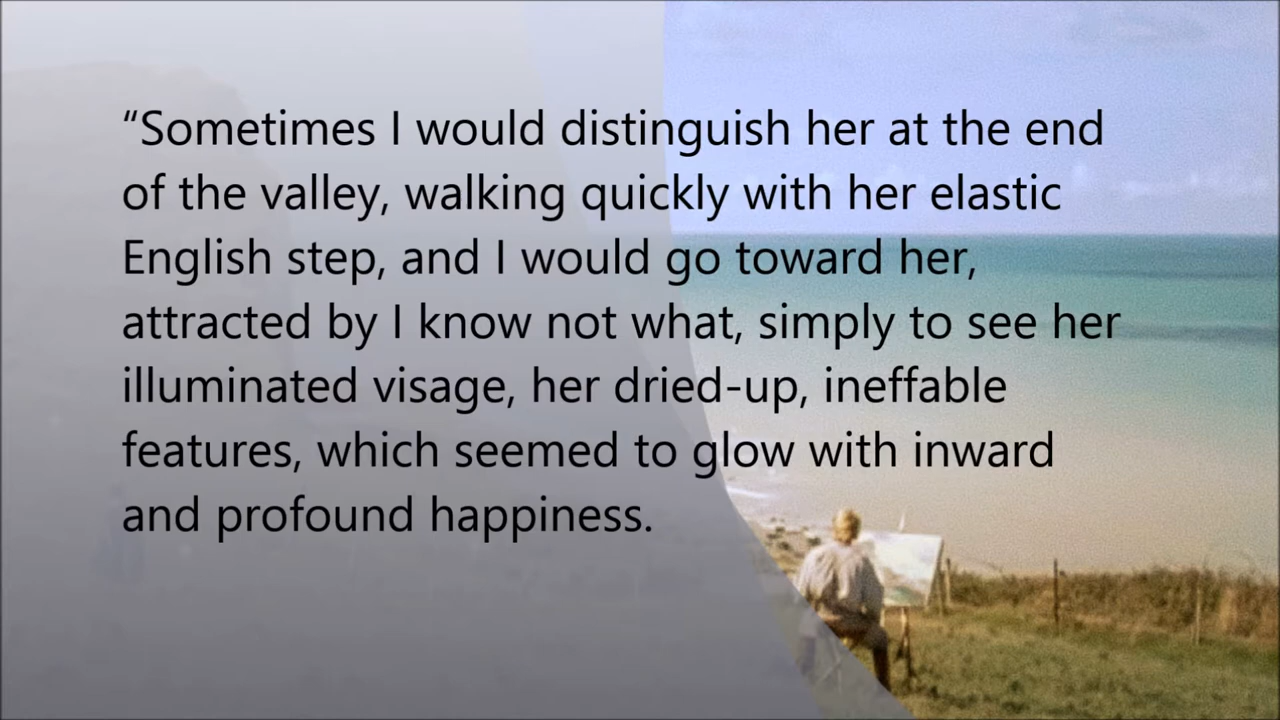 “Sometimes I would distinguish her at the end
of the valley, walking quickly with her elastic
English step, and I would go toward her,
attracted by I know not what, simply to see her
illuminated visage, her dried-up, ineffable
features, which seemed to glow with inward
and profound happiness.